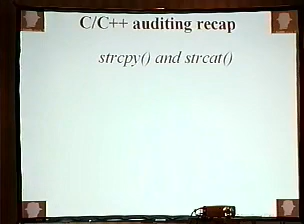 C/C++ auditing recap
strcpy() and strcat()